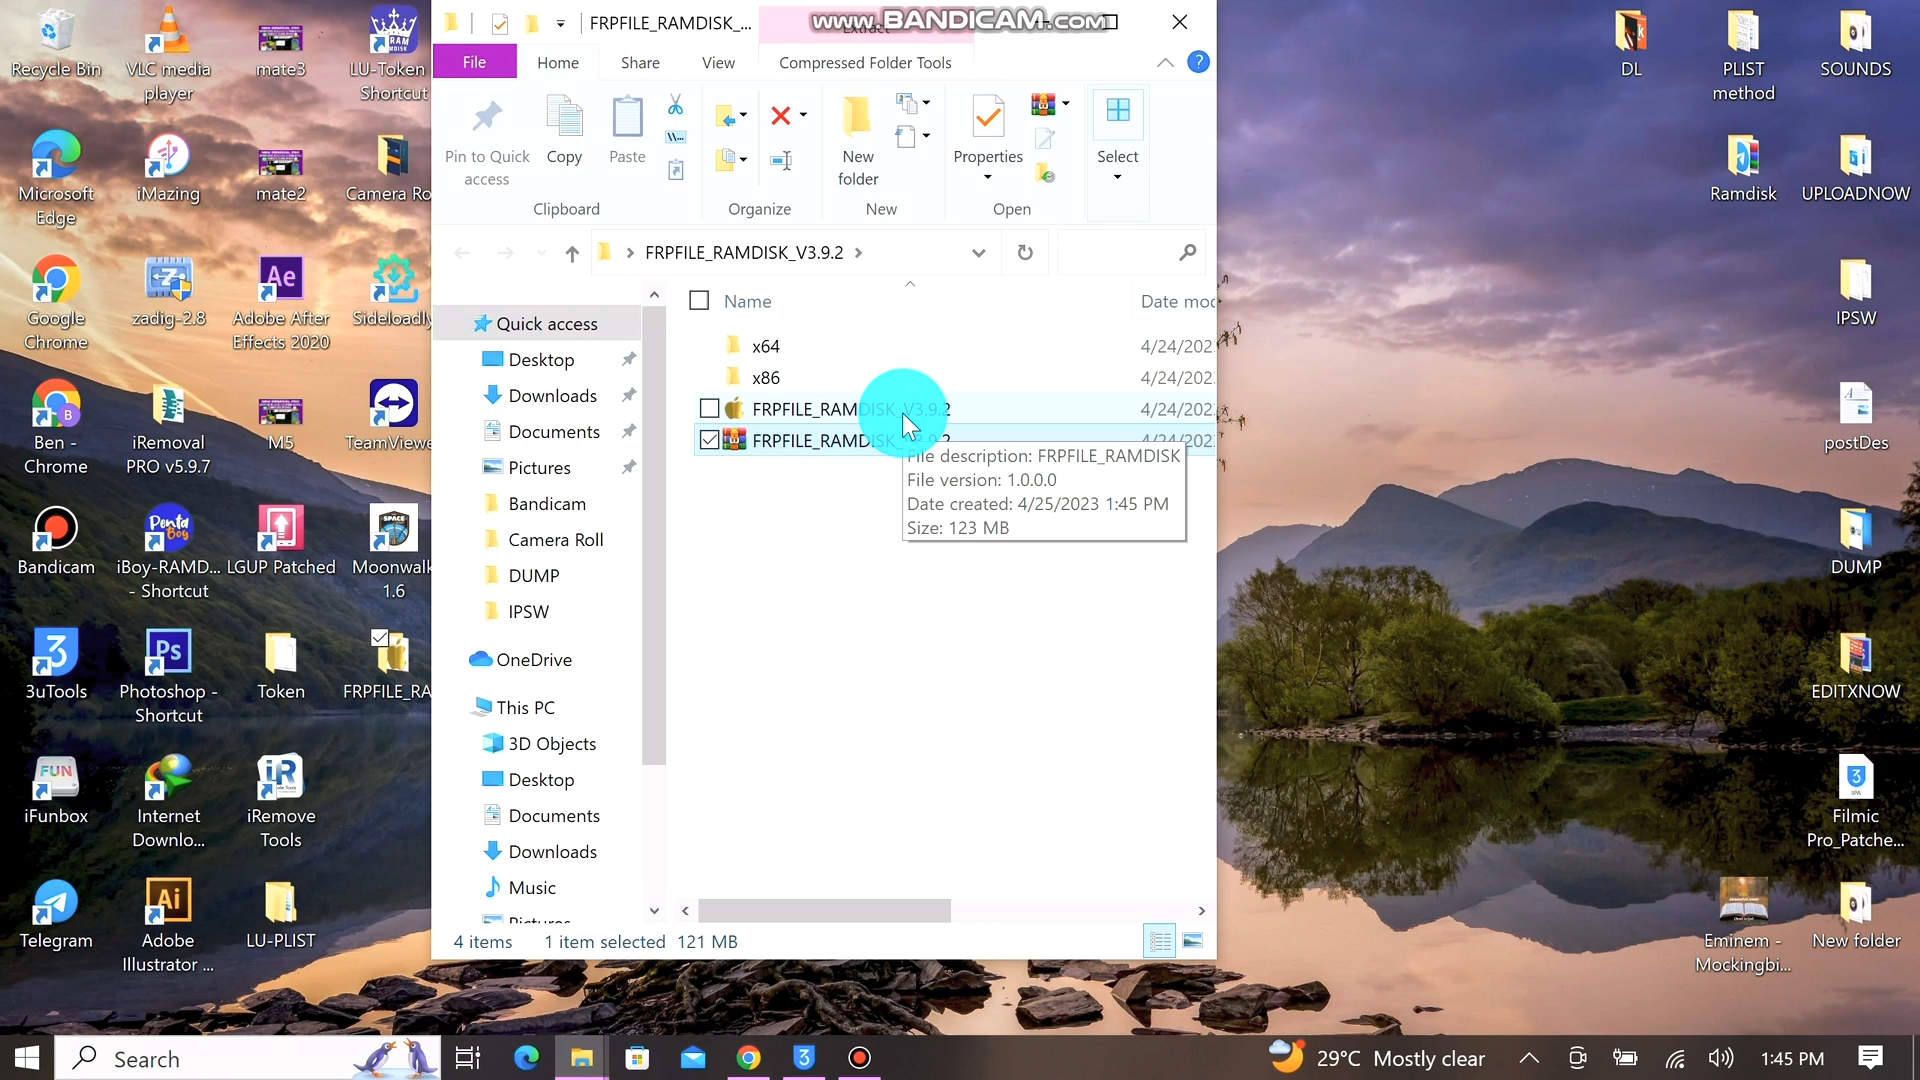 Recycle Bin
VLC media player
mate3
LU-Token Shortcut
Microsoft Edge
iMazing
mate2
Camera Ro
Google Chrome
zadig-2.8
Adobe After Effects 2020
Sideloadly
Ben - Chrome
iRemoval PRO v5.9.7
M5
TeamViewe
Bandicam
iBoy-RAMD... - Shortcut
LGUP Patched
Moonwalk 1.6
3uTools
Photoshop - Shortcut
Token
FRPFILE_RA
iFunbox
Internet Downlo...
iRemove Tools
Telegram
Adobe Illustrator ...
LU-PLIST
FRPFILE_RAMDISK_...
www.BANDICAM.com
Extract
File
Home
Share
View
Compressed Folder Tools
Pin to Quick access
Copy
Paste
New folder
Properties
Select
Clipboard
Organize
New
Open
FRPFILE_RAMDISK_V3.9.2
Name
Date mod
Quick access
Desktop
Downloads
Documents
Pictures
Bandicam
Camera Roll
DUMP
IPSW
OneDrive
This PC
3D Objects
Desktop
Documents
Downloads
Music
Pictures
x64 4/24/202
x86 4/24/202
FRPFILE_RAMDISK_V3.9.2 4/24/202
FRPFILE_RAMDISK_V3.9.2 4/24/202
File description: FRPFILE_RAMDISK
File version: 1.0.0.0
Date created: 4/25/2023 1:45 PM
Size: 123 MB
4 items 1 item selected 121 MB
DL
PLIST method
SOUNDS
Ramdisk
UPLOADNOW
IPSW
postDes
DUMP
EDITXNOW
Filmic Pro_Patche...
Eminem - Mockingbi...
New folder
Search
29°C Mostly clear
1:45 PM